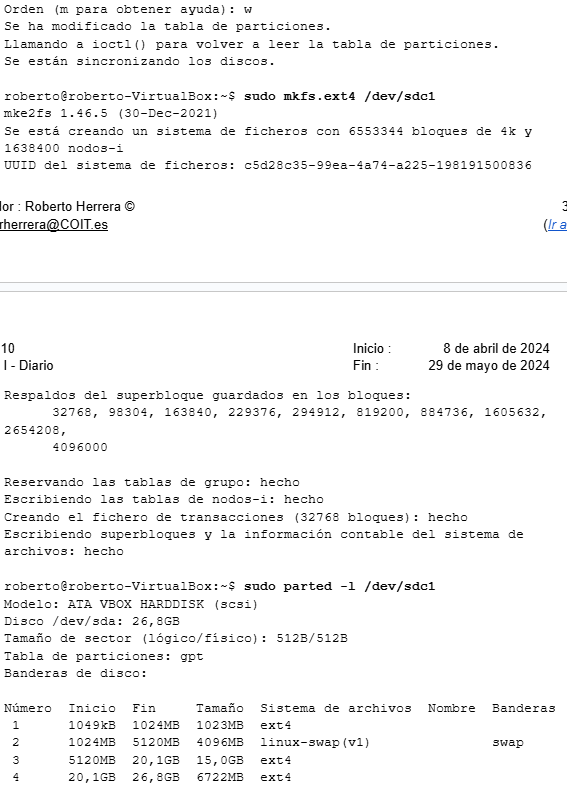 Orden (m para obtener ayuda): w
Se ha modificado la tabla de particiones.
Llamando a ioctl() para volver a leer la tabla de particiones.
Se están sincronizando los discos.
roberto@roberto-VirtualBox:~$ sudo mkfs.ext4 /dev/sdc1
mke2fs 1.46.5 (30-Dec-2021)
Se está creando un sistema de ficheros con 6553344 bloques de 4k y
1638400 nodos-i
UUID del sistema de ficheros: c5d28c35-99ea-4a74-a225-198191500836
lor : Roberto Herrera © 3
rherrera@COIT.es (Ir a
10 Inicio : 8 de abril de 2024
I - Diario Fin : 29 de mayo de 2024
Respaldos del superbloque guardados en los bloques:
32768, 98304, 163840, 229376, 294912, 819200, 884736, 1605632,
2654208,
4096000
Reservando las tablas de grupo: hecho
Escribiendo las tablas de nodos-i: hecho
Creando el fichero de transacciones (32768 bloques): hecho
Escribiendo superbloques y la información contable del sistema de
archivos: hecho
roberto@roberto-VirtualBox:~$ sudo parted -l /dev/sdc1
Modelo: ATA VBOX HARDDISK (scsi)
Disco /dev/sda: 26,8GB
Tamaño de sector (lógico/físico): 512B/512B
Tabla de particiones: gpt
Banderas de disco:
Número Inicio Fin Tamaño Sistema de archivos Nombre Banderas
1 1049kB 1024MB 1023MB ext4
2 1024MB 5120MB 4096MB linux-swap(v1) swap
3 5120MB 20,1GB 15,0GB ext4
4 20,1GB 26,8GB 6722MB ext4